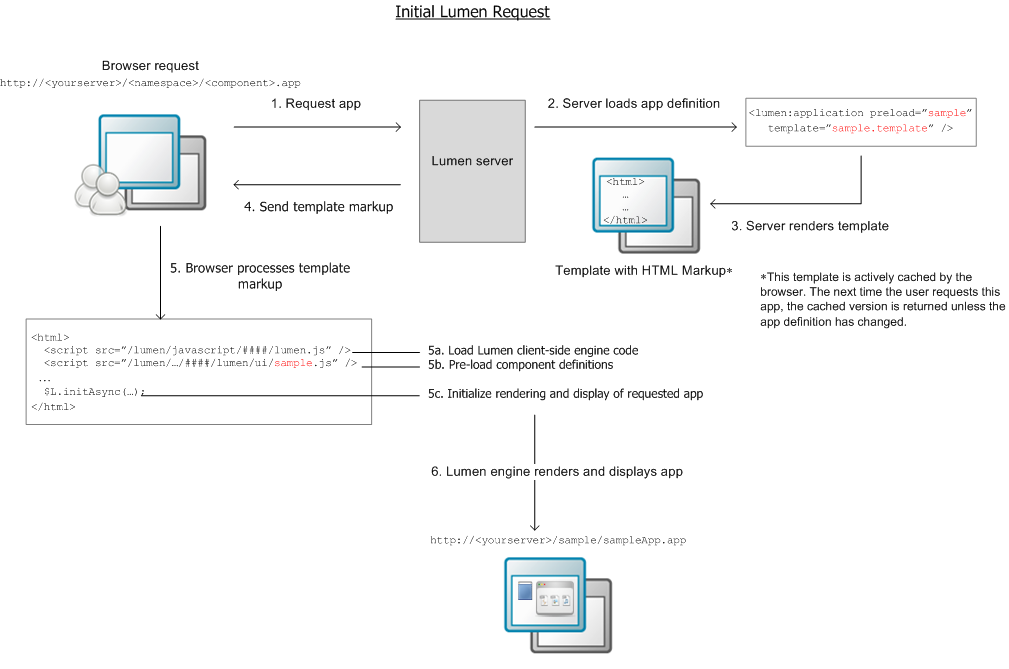 Initial Lumen Request
Browser request
http://<yourserver>/<namespace>/<component>.app
1. Request app
2. Server loads app definition
<lumen:application preload="sample"
template="sample.template" />
Lumen server
<html>
…
…
</html>
4. Send template markup
3. Server renders template
Template with HTML Markup*
*This template is actively cached by the
browser. The next time the user requests this
app, the cached version is returned unless the
app definition has changed.
5. Browser processes template
markup
<html>
<script src="/lumen/javascript/####/lumen.js" />
<script src="/lumen/…/####/lumen/ui/sample.js" />
...
$L.initAsync(…);
</html>
5a. Load Lumen client-side engine code
5b. Pre-load component definitions
5c. Initialize rendering and display of requested app
6. Lumen engine renders and displays app
http://<yourserver>/sample/sampleApp.app